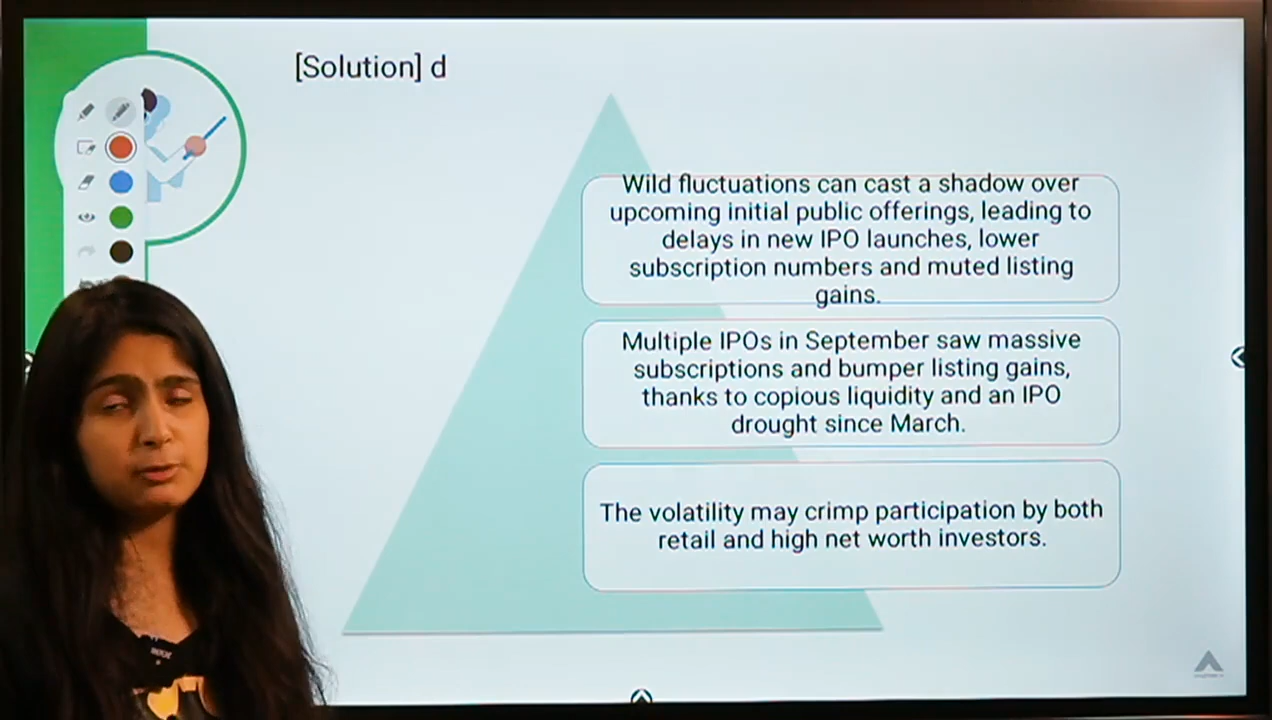 [Solution] d
Wild fluctuations can cast a shadow over
upcoming initial public offerings, leading to
delays in new IPO launches, lower
subscription numbers and muted listing
gains.
Multiple IPOs in September saw massive
subscriptions and bumper listing gains,
thanks to copious liquidity and an IPO
drought since March.
The volatility may crimp participation by both
retail and high net worth investors.